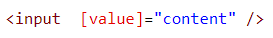 <input  [value]="content" />